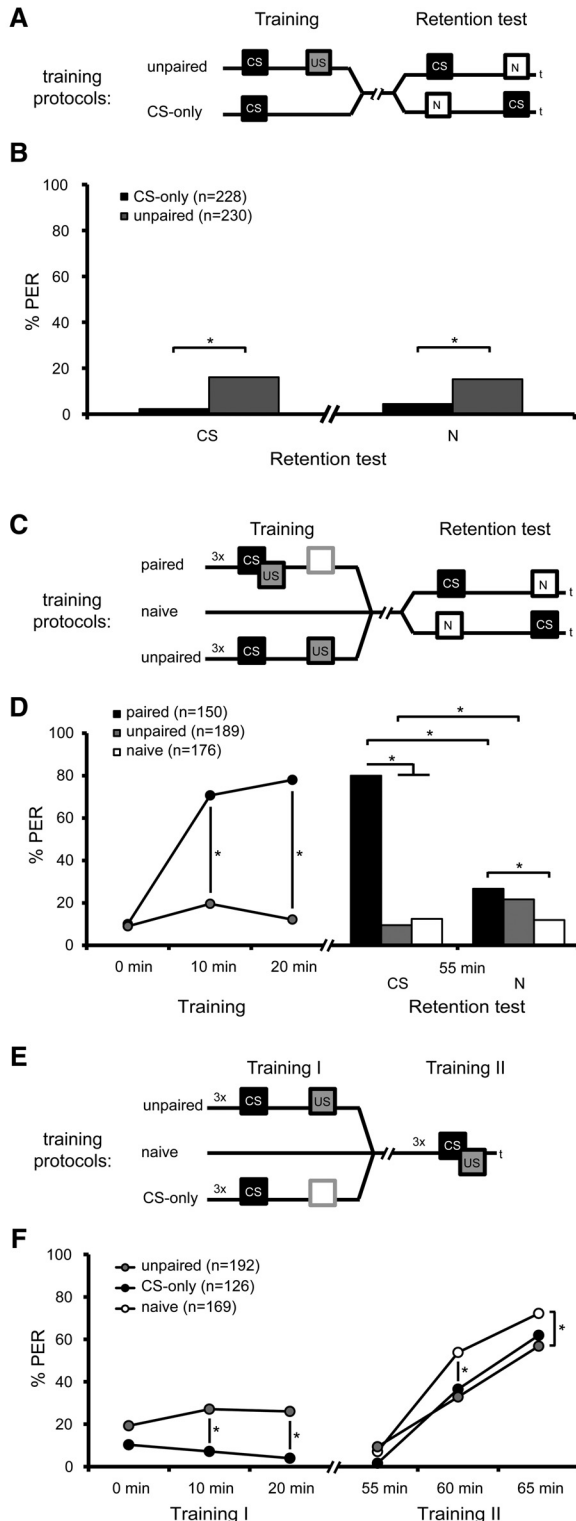 A
Training Retention test
training protocols:
unpaired CS US CS N t
CS-only CS N CS t
B
100
80
60
40
20
0
% PER
CS-only (n=228)
unpaired (n=230)
* *
CS N
Retention test
C
Training Retention test
training protocols:
paired 3x CS US CS N t
naive
unpaired 3x CS US N CS t
D
100
80
60
40
20
0
% PER
paired (n=150)
unpaired (n=189)
naive (n=176)
* * * * * *
0 min 10 min 20 min 55 min
CS N
Training Retention test
E
Training I Training II
training protocols:
unpaired 3x CS US
naive 3x CS US t
CS-only 3x CS
F
100
80
60
40
20
0
% PER
unpaired (n=192)
CS-only (n=126)
naive (n=169)
* * * *
0 min 10 min 20 min 55 min 60 min 65 min
Training I Training II